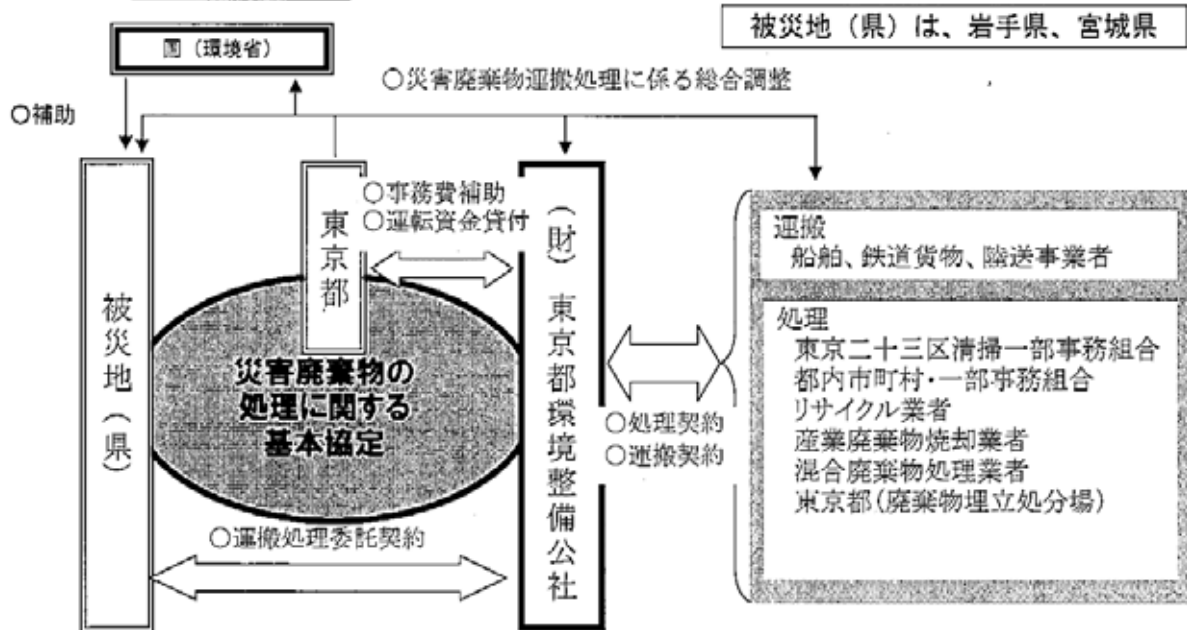 被災地（県）は、岩手県、宮城県
国（環境省）
○災害廃棄物運搬処理に係る総合調整
○補助
被災地（県）
東京都
○事務費補助
○運転資金貸付
（財）東京都環境整備公社
災害廃棄物の
処理に関する
基本協定
○運搬処理委託契約
○処理契約
○運搬契約
運搬
船舶、鉄道貨物、陸送事業者
処理
東京二十三区清掃一部事務組合
都内市町村・一部事務組合
リサイクル業者
産業廃棄物焼却業者
混合廃棄物処理業者
東京都（廃棄物埋立処分場）